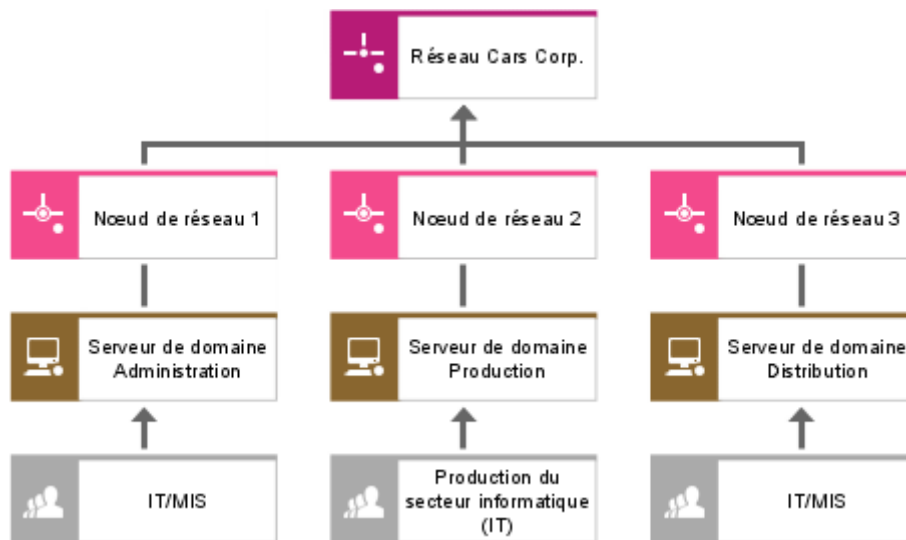 Réseau Cars Corp.
Nœud de réseau 1
Nœud de réseau 2
Nœud de réseau 3
Serveur de domaine
Administration
Serveur de domaine
Production
Serveur de domaine
Distribution
IT/MIS
Production du
secteur informatique
(IT)
IT/MIS